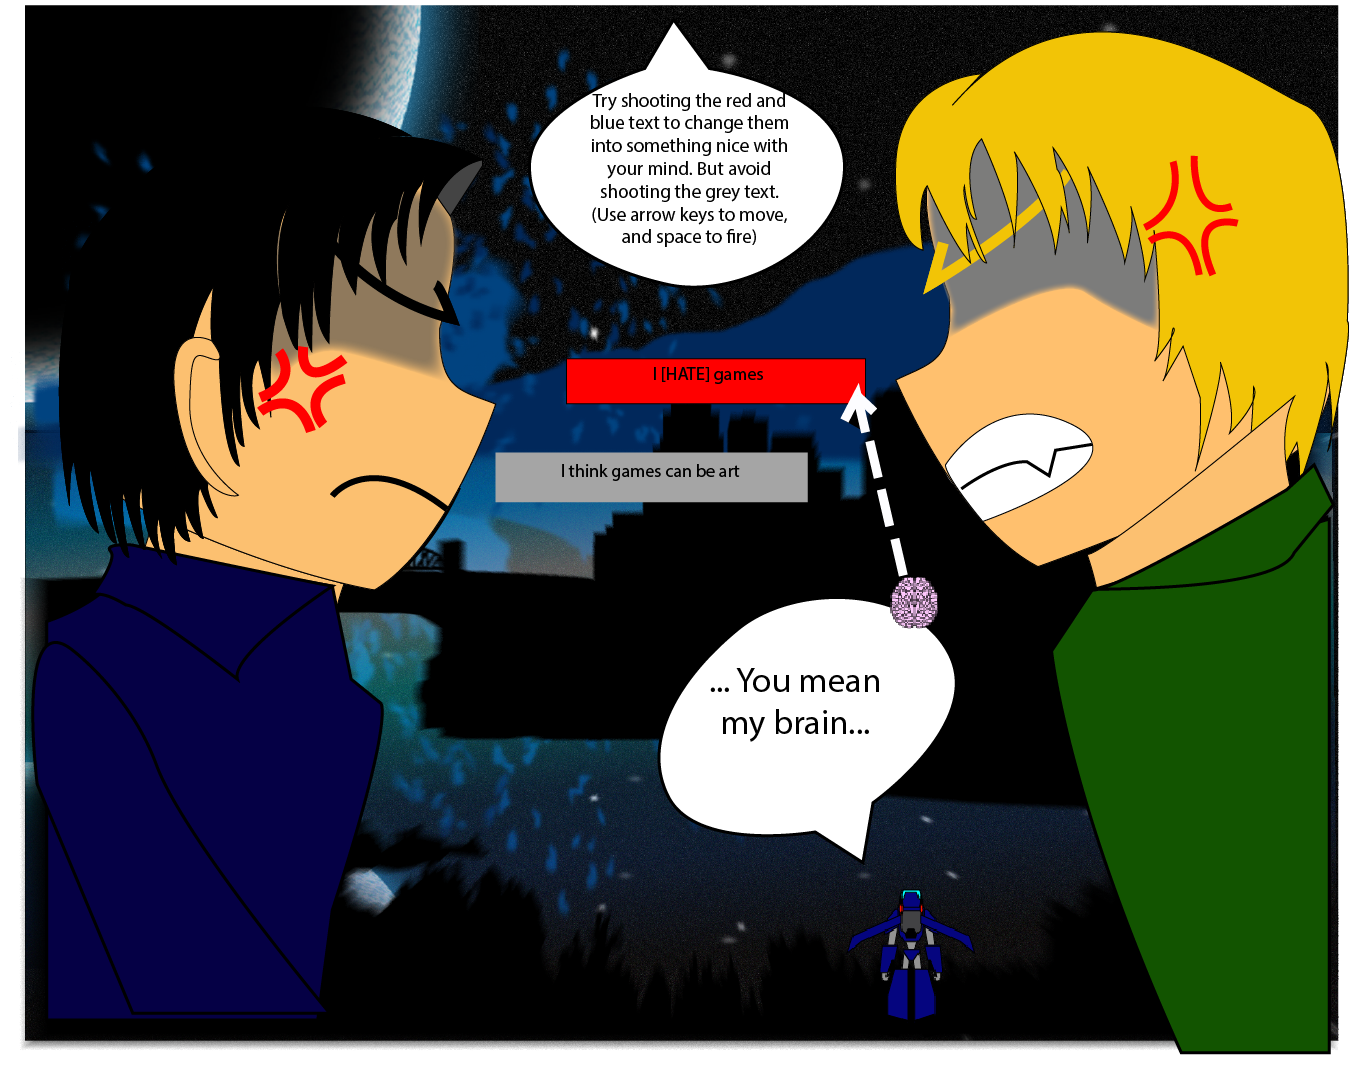 Try shooting the red and
blue text to change them
into something nice with
your mind. But avoid
shooting the grey text.
(Use arrow keys to move,
and space to fire)
I [HATE] games
I think games can be art
... You mean
my brain...